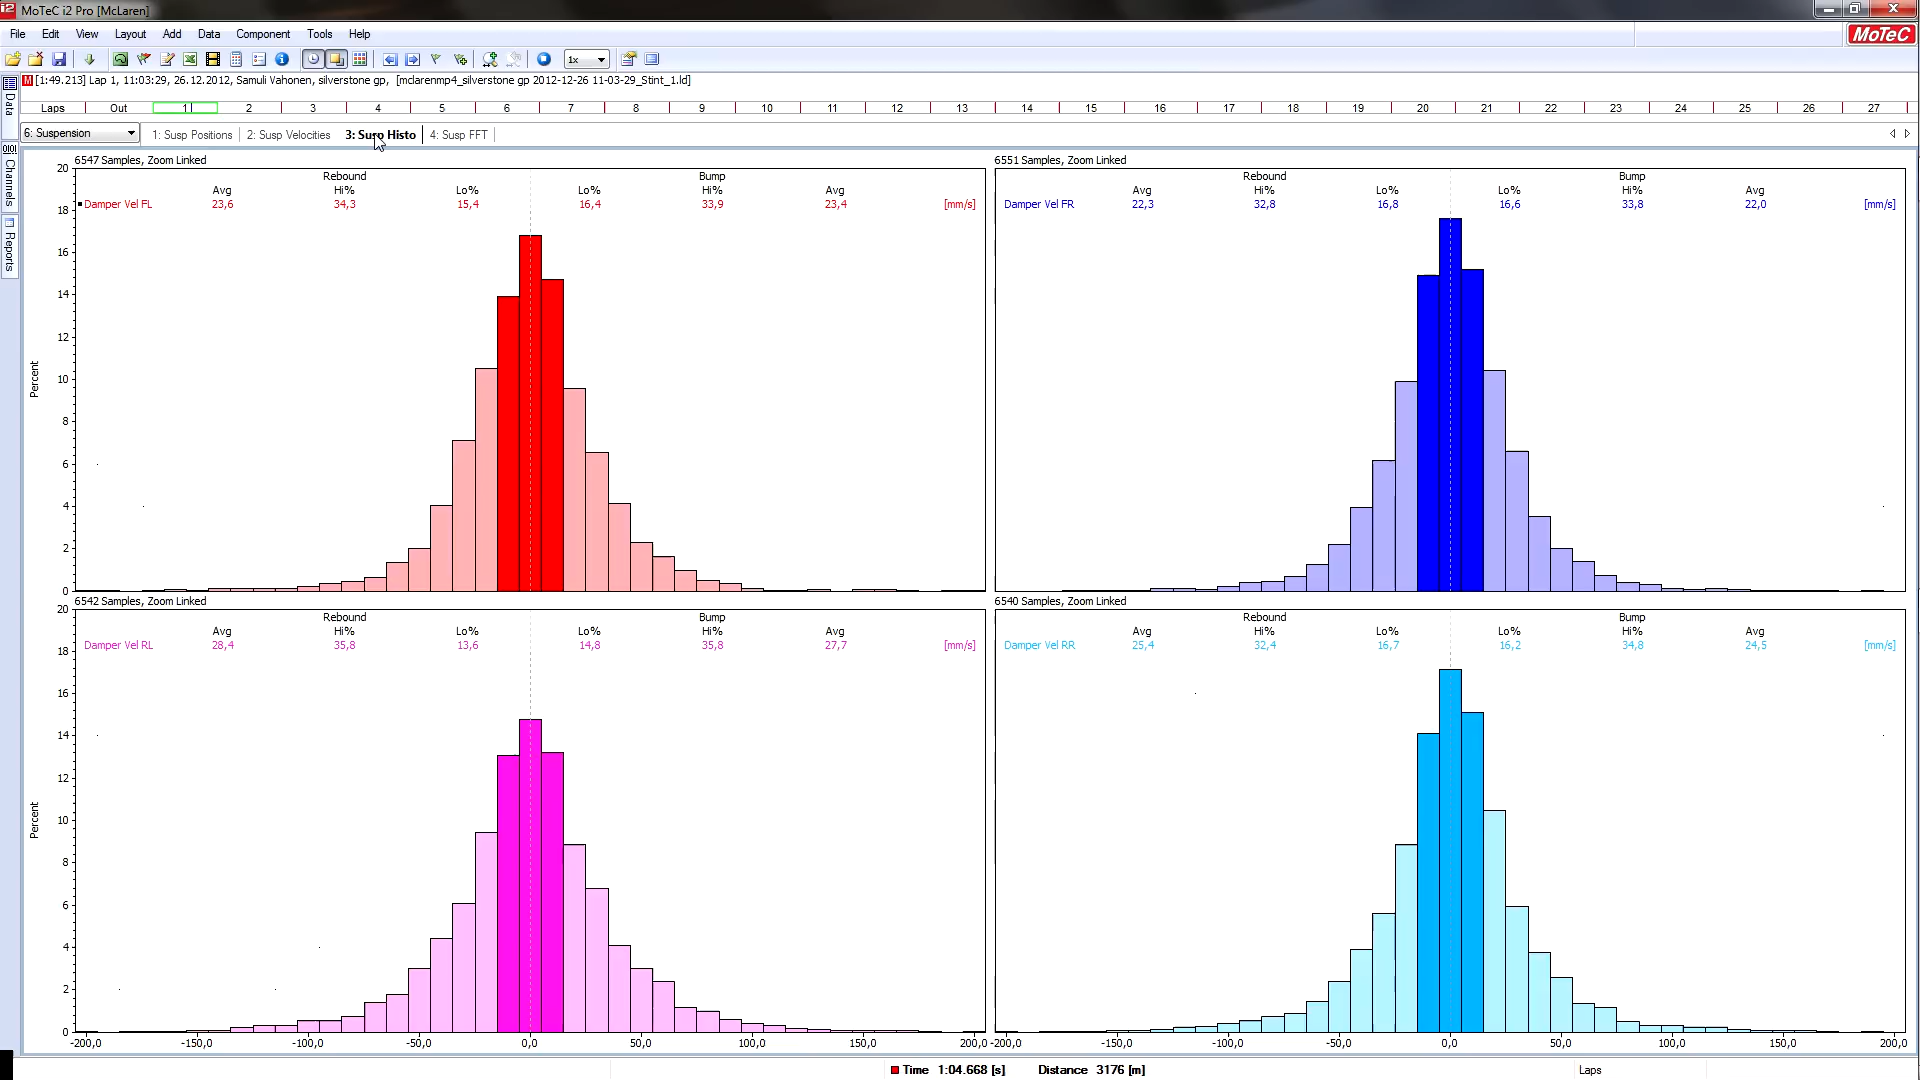 MoTeC i2 Pro [McLaren]
File Edit View Layout Add Data Component Tools Help
MoTeC
1x
[1:49.213] Lap 1, 11:03:29, 26.12.2012, Samuli Vahonen, silverstone gp, [mclarenmp4_silverstone gp 2012-12-26 11-03-29_Stint_1.ld]
Laps Out 1 2 3 4 5 6 7 8 9 10 11 12 13 14 15 16 17 18 19 20 21 22 23 24 25 26 27
6: Suspension 1: Susp Positions 2: Susp Velocities 3: Susp Histo 4: Susp FFT
Data
Channels
Reports
6547 Samples, Zoom Linked
Rebound Bump
Avg Hi% Lo% Lo% Hi% Avg
Damper Vel FL 23,6 34,3 15,4 16,4 33,9 23,4 [mm/s]
20
18
16
14
12
10
8
6
4
2
0
Percent
6551 Samples, Zoom Linked
Rebound Bump
Avg Hi% Lo% Lo% Hi% Avg
Damper Vel FR 22,3 32,8 16,8 16,6 33,8 22,0 [mm/s]
6542 Samples, Zoom Linked
Rebound Bump
Avg Hi% Lo% Lo% Hi% Avg
Damper Vel RL 28,4 35,8 13,6 14,8 35,8 27,7 [mm/s]
20
18
16
14
12
10
8
6
4
2
0
Percent
-200,0 -150,0 -100,0 -50,0 0,0 50,0 100,0 150,0 200,0
6540 Samples, Zoom Linked
Rebound Bump
Avg Hi% Lo% Lo% Hi% Avg
Damper Vel RR 25,4 32,4 16,7 16,2 34,8 24,5 [mm/s]
-200,0 -150,0 -100,0 -50,0 0,0 50,0 100,0 150,0 200,0
Time 1:04.668 [s] Distance 3176 [m] Laps